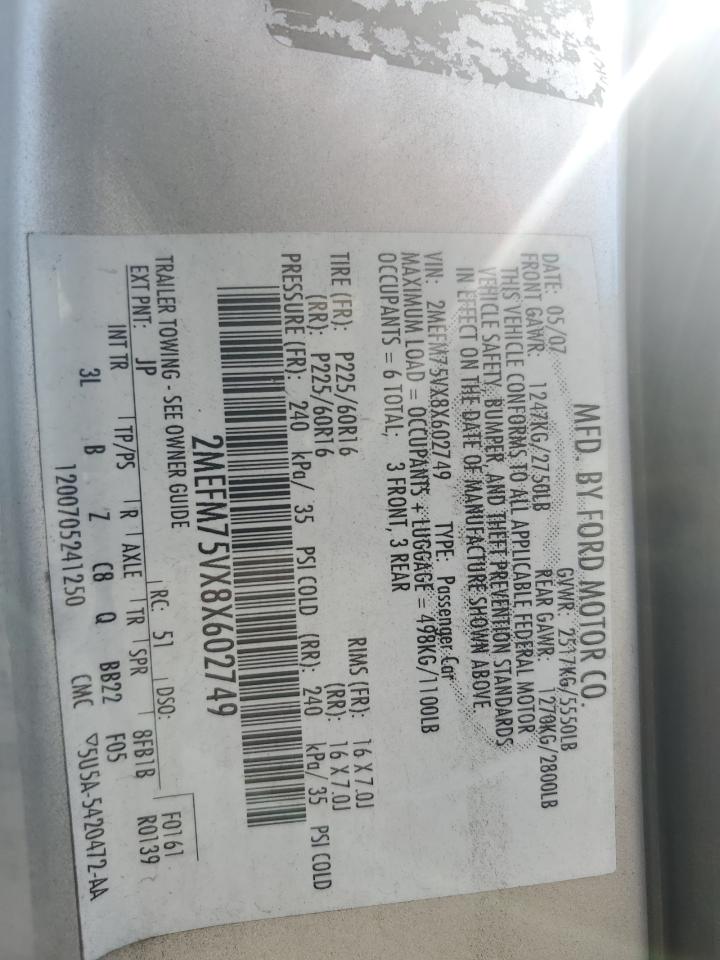 MFD. BY FORD MOTOR CO.
DATE: 05/07 GVWR: 2517KG/5550LB
FRONT GAWR: 1247KG/2750LB REAR GAWR: 1270KG/2800LB
THIS VEHICLE CONFORMS TO ALL APPLICABLE FEDERAL MOTOR
VEHICLE SAFETY, BUMPER, AND THEFT PREVENTION STANDARDS
IN EFFECT ON THE DATE OF MANUFACTURE SHOWN ABOVE
VIN: 2MEFM75VX8X602749 TYPE: Passenger Car
MAXIMUM LOAD = OCCUPANTS + LUGGAGE = 498KG/1100LB
OCCUPANTS = 6 TOTAL, 3 FRONT, 3 REAR
RIMS (FR): 16 X 7.0J
TIRE (FR): P225/60R16 (RR): 16 X 7.0J
(RR): P225/60R16
PRESSURE (FR): 240 kPa/ 35 PSI COLD (RR): 240 kPa/ 35 PSI COLD
2MEFM75VX8X602749
TRAILER TOWING - SEE OWNER GUIDE
F0161
EXT PNT: JP RC: 51 DSO: 8FB1B R0139
INT TR TP/PS R AXLE TR SPR
3L B Z C8 Q BB22 F05
1200705241250 CMC ▽5U5A-5420472-AA